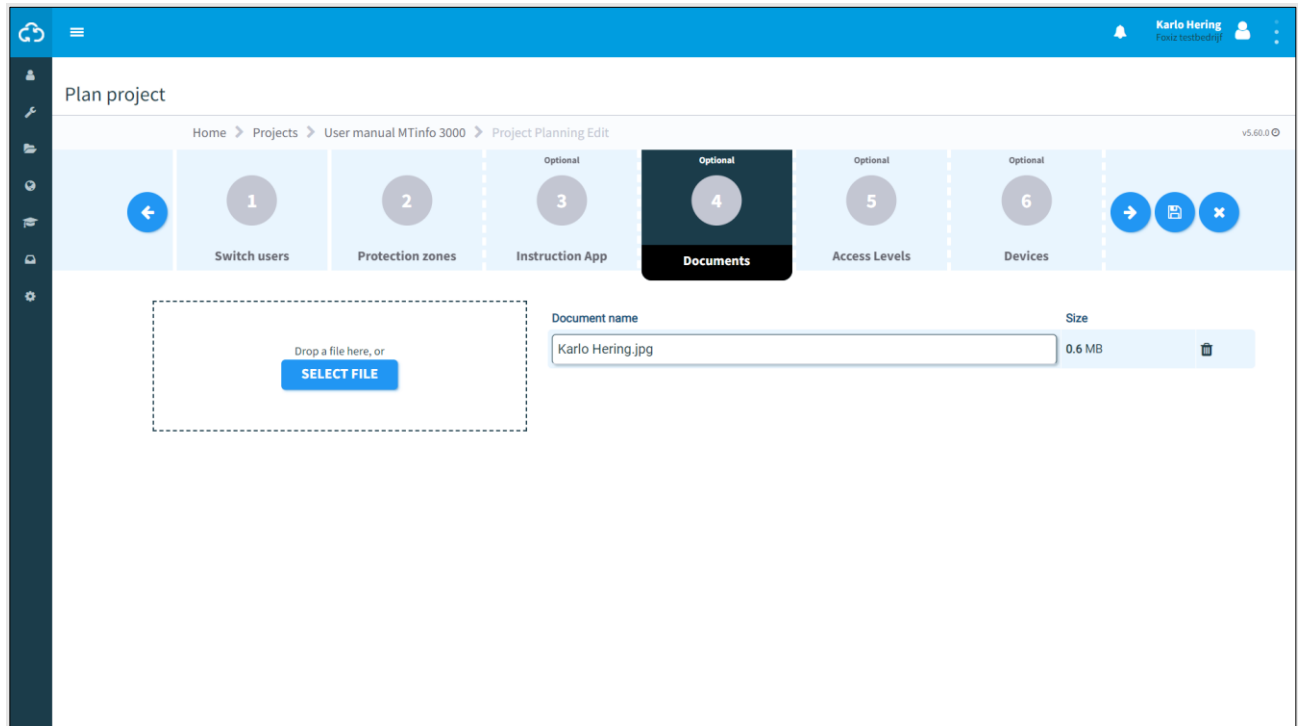 Karlo Hering
Foxiz testbedrijf
Plan project
Home Projects User manual MTinfo 3000 Project Planning Edit
v5.60.0
1
Switch users
2
Protection zones
Optional
3
Instruction App
Optional
4
Documents
Optional
5
Access Levels
Optional
6
Devices
Drop a file here, or
SELECT FILE
Document name Size
Karlo Hering.jpg 0.6 MB